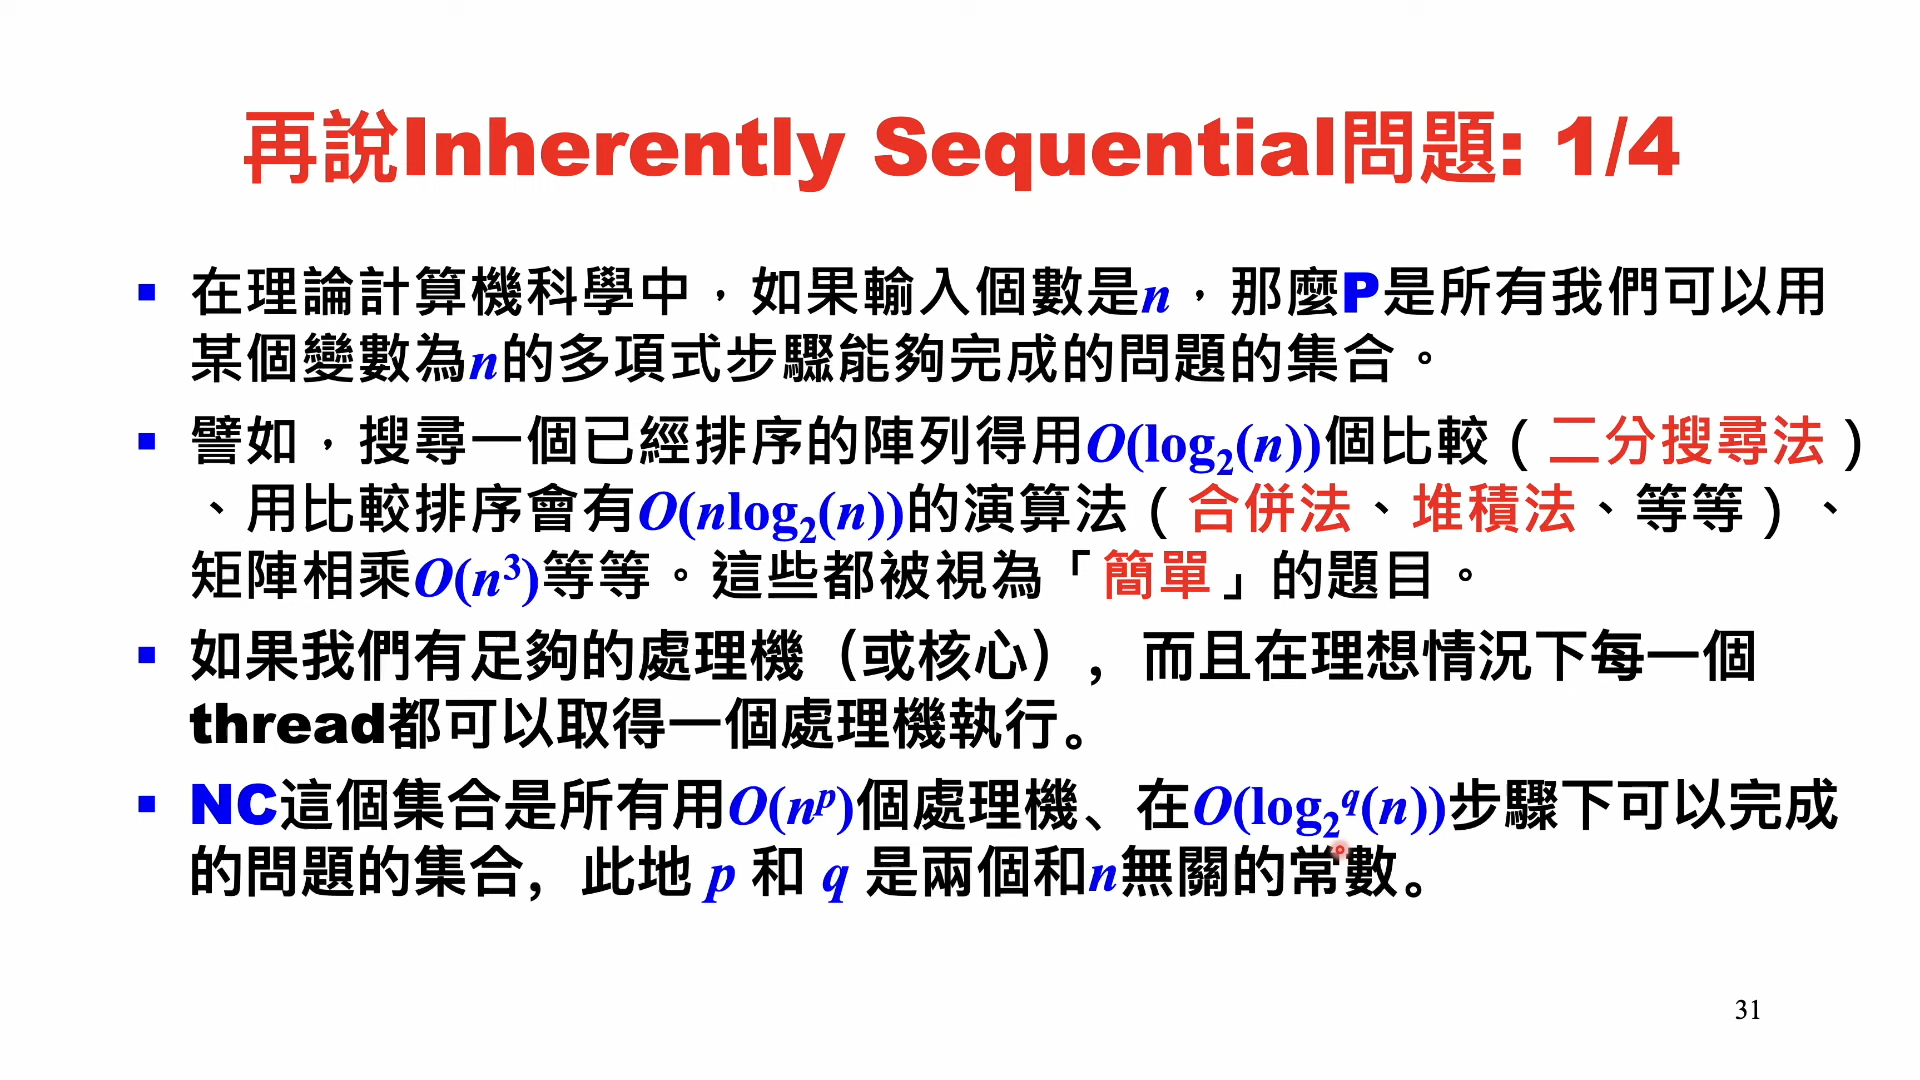 再說Inherently Sequential問題: 1/4
▪ 在理論計算機科學中，如果輸入個數是n，那麼P是所有我們可以用
某個變數為n的多項式步驟能夠完成的問題的集合。
▪ 譬如，搜尋一個已經排序的陣列得用O(log₂(n))個比較（二分搜尋法）
、用比較排序會有O(nlog₂(n))的演算法（合併法、堆積法、等等）、
矩陣相乘O(n³)等等。這些都被視為「簡單」的題目。
▪ 如果我們有足夠的處理機（或核心），而且在理想情況下每一個
thread都可以取得一個處理機執行。
▪ NC這個集合是所有用O(nᵖ)個處理機、在O(log₂^q(n))步驟下可以完成
的問題的集合，此地 p 和 q 是兩個和n無關的常數。
31